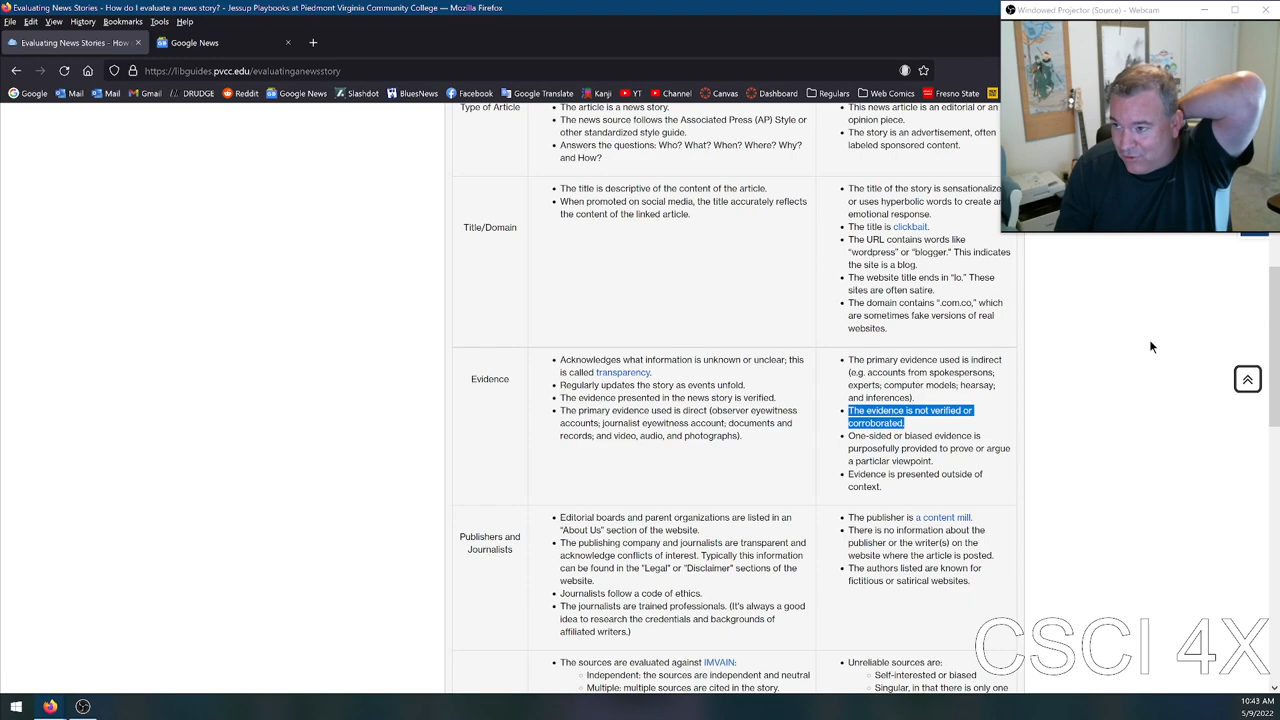 Evaluating News Stories - How do I evaluate a news story? - Jessup Playbooks at Piedmont Virginia Community College - Mozilla Firefox
Windowed Projector (Source) - Webcam
File Edit View History Bookmarks Tools Help
Evaluating News Stories - How
Google News
https://libguides.pvcc.edu/evaluatinganewsstory
Google Mail Mail Gmail DRUDGE Reddit Google News Slashdot BluesNews Facebook Google Translate Kanji YT Channel Canvas Dashboard Regulars Web Comics Fresno State
Type of Article
The article is a news story.
The news source follows the Associated Press (AP) Style or
other standardized style guide.
Answers the questions: Who? What? When? Where? Why?
and How?
This news article is an editorial or an
opinion piece.
The story is an advertisement, often
labeled sponsored content.
Title/Domain
The title is descriptive of the content of the article.
When promoted on social media, the title accurately reflects
the content of the linked article.
The title of the story is sensationalize
or uses hyperbolic words to create an
emotional response.
The title is clickbait.
The URL contains words like
"wordpress" or "blogger." This indicates
the site is a blog.
The website title ends in "lo." These
sites are often satire.
The domain contains ".com.co," which
are sometimes fake versions of real
websites.
Evidence
Acknowledges what information is unknown or unclear; this
is called transparency.
Regularly updates the story as events unfold.
The evidence presented in the news story is verified.
The primary evidence used is direct (observer eyewitness
accounts; journalist eyewitness account; documents and
records; and video, audio, and photographs).
The primary evidence used is indirect
(e.g. accounts from spokespersons;
experts; computer models; hearsay;
and inferences).
The evidence is not verified or
corroborated.
One-sided or biased evidence is
purposefully provided to prove or argue
a particlar viewpoint.
Evidence is presented outside of
context.
Publishers and
Journalists
Editorial boards and parent organizations are listed in an
"About Us" section of the website.
The publishing company and journalists are transparent and
acknowledge conflicts of interest. Typically this information
can be found in the "Legal" or "Disclaimer" sections of the
website.
Journalists follow a code of ethics.
The journalists are trained professionals. (It's always a good
idea to research the credentials and backgrounds of
affiliated writers.)
The publisher is a content mill.
There is no information about the
publisher or the writer(s) on the
website where the article is posted.
The authors listed are known for
fictitious or satirical websites.
The sources are evaluated against IMVAIN:
Independent: the sources are independent and neutral
Multiple: multiple sources are cited in the story.
Unreliable sources are:
Self-interested or biased
Singular, in that there is only one
CSCI 4X
10:43 AM
5/9/2022